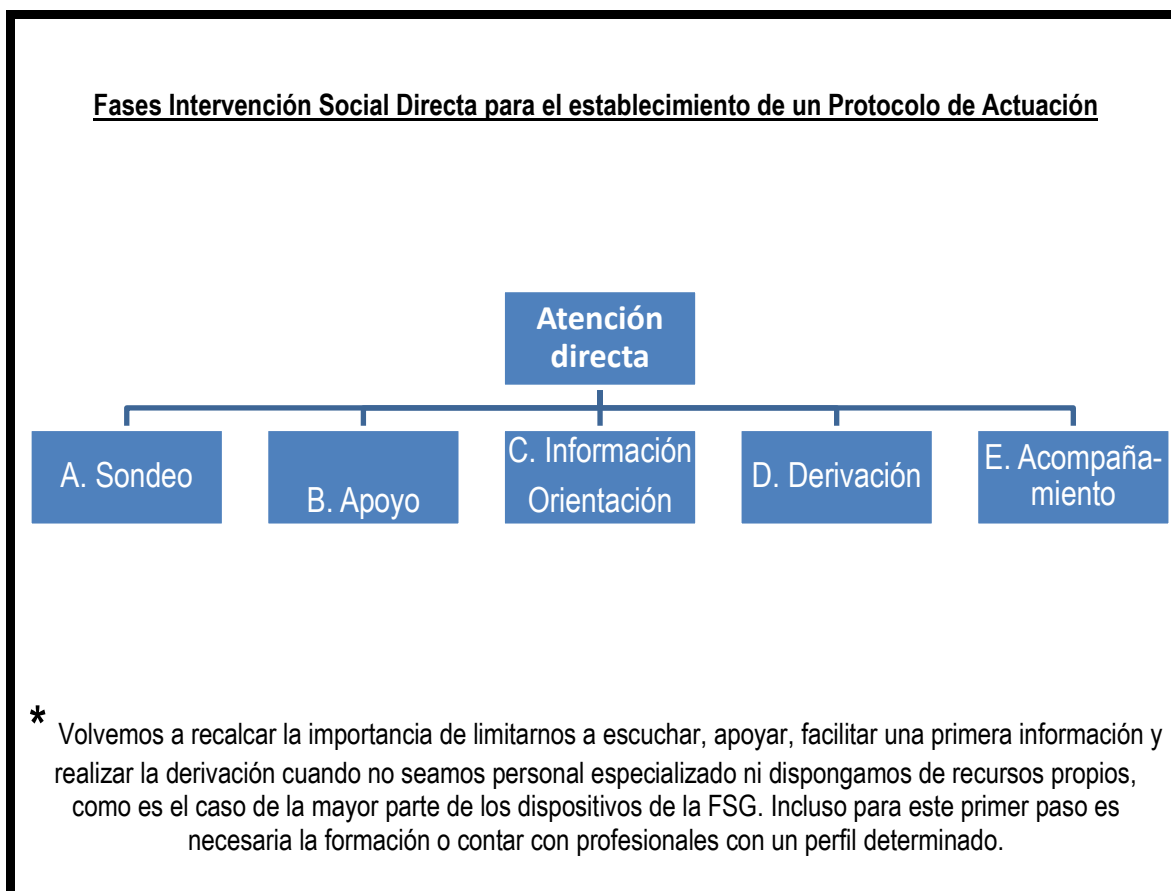 Fases Intervención Social Directa para el establecimiento de un Protocolo de Actuación
Atención
directa
A. Sondeo
B. Apoyo
C. Información
Orientación
D. Derivación
E. Acompaña-
miento
* Volvemos a recalcar la importancia de limitarnos a escuchar, apoyar, facilitar una primera información y
realizar la derivación cuando no seamos personal especializado ni dispongamos de recursos propios,
como es el caso de la mayor parte de los dispositivos de la FSG. Incluso para este primer paso es
necesaria la formación o contar con profesionales con un perfil determinado.